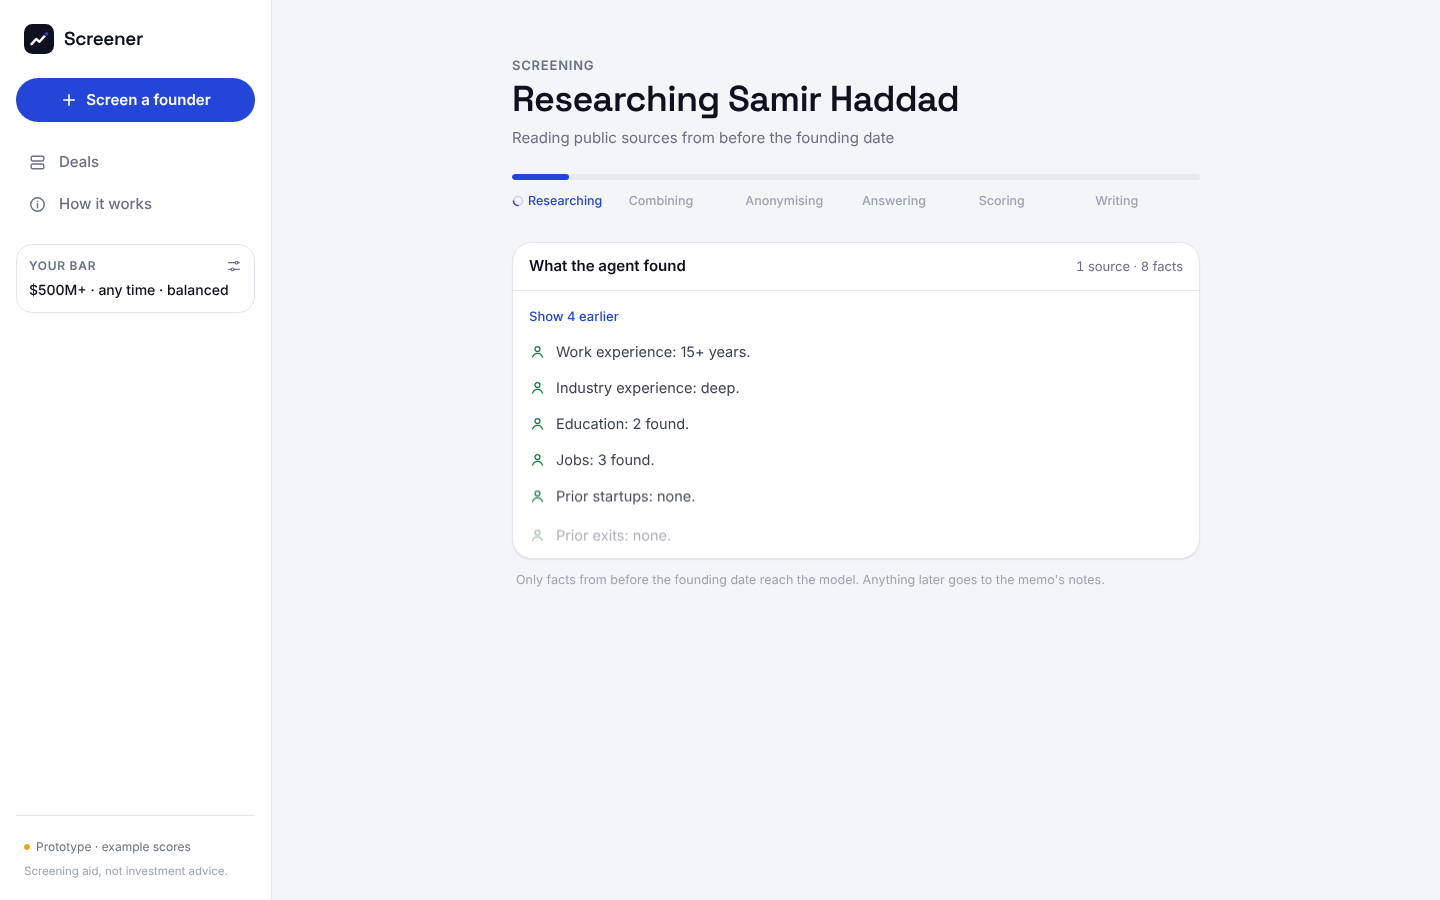 Screener
Screen a founder
Deals
How it works
YOUR BAR
$500M+ · any time · balanced
Prototype · example scores
Screening aid, not investment advice.
SCREENING
Researching Samir Haddad
Reading public sources from before the founding date
Researching Combining Anonymising Answering Scoring Writing
What the agent found 1 source · 8 facts
Show 4 earlier
Work experience: 15+ years.
Industry experience: deep.
Education: 2 found.
Jobs: 3 found.
Prior startups: none.
Prior exits: none.
Only facts from before the founding date reach the model. Anything later goes to the memo's notes.